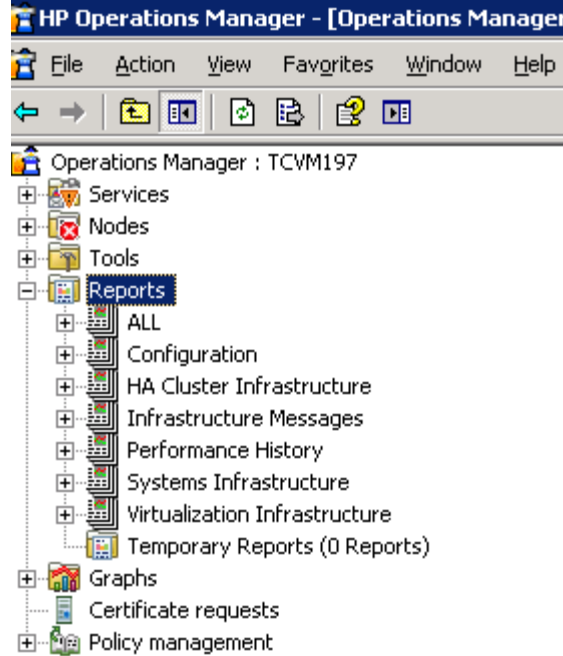 HP Operations Manager - [Operations Manager
File Action View Favorites Window Help
Operations Manager : TCVM197
Services
Nodes
Tools
Reports
ALL
Configuration
HA Cluster Infrastructure
Infrastructure Messages
Performance History
Systems Infrastructure
Virtualization Infrastructure
Temporary Reports (0 Reports)
Graphs
Certificate requests
Policy management